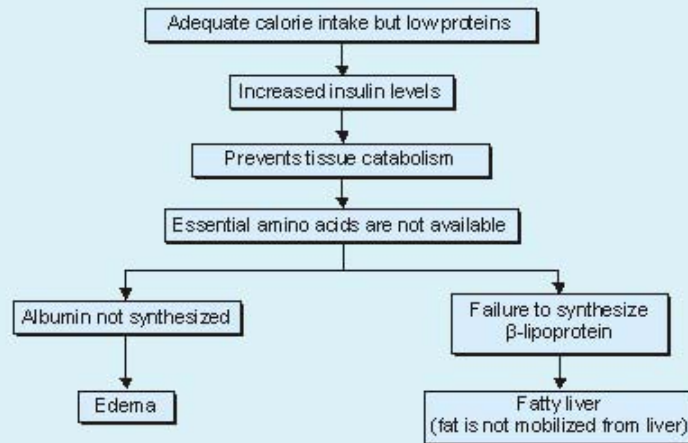 Adequate calorie intake but low proteins
Increased insulin levels
Prevents tissue catabolism
Essential amino acids are not available
Albumin not synthesized
Failure to synthesize
β-lipoprotein
Edema
Fatty liver
(fat is not mobilized from liver)